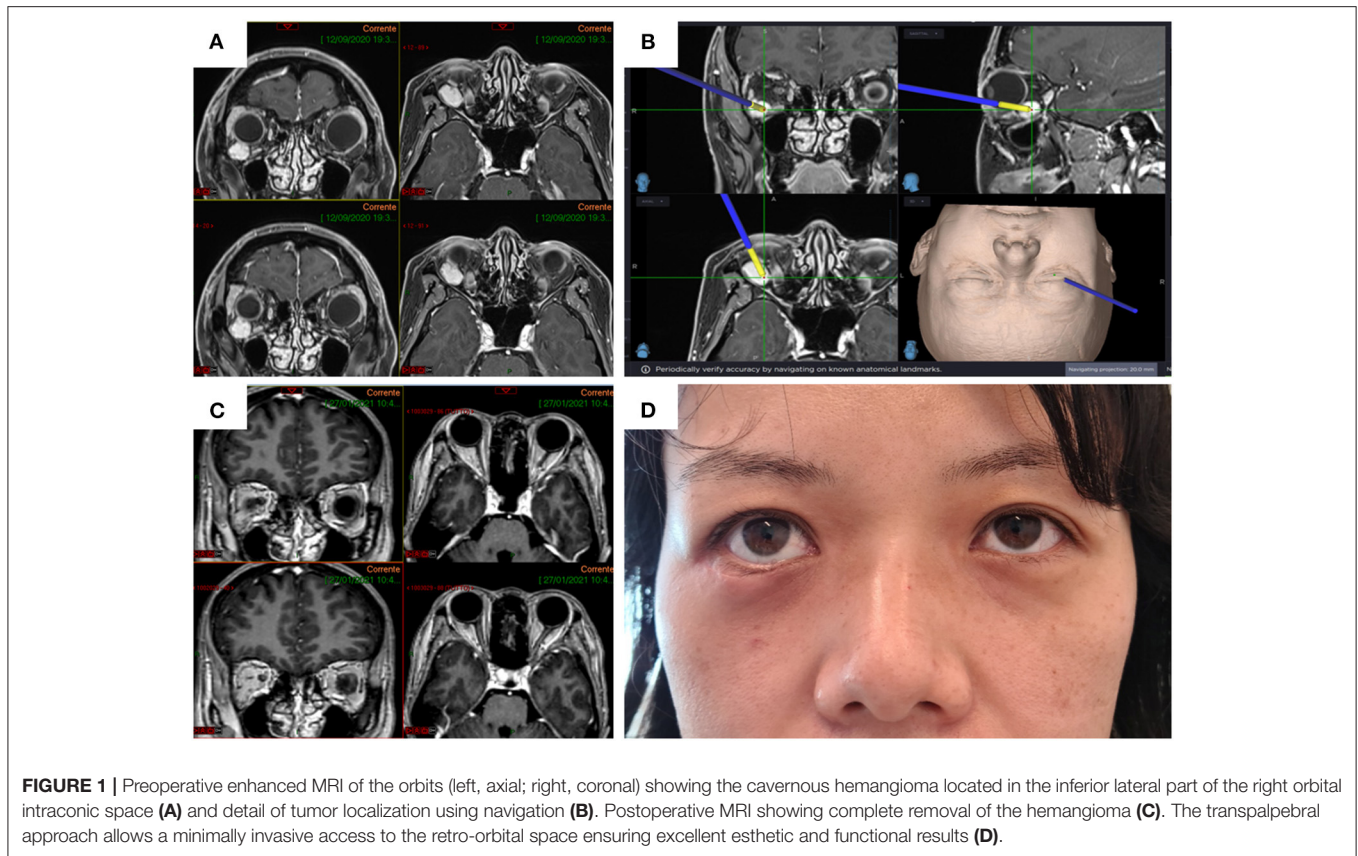 A
Corrente
[ 12/09/2020 19:3...
Corrente
[ 12/09/2020 19:3...
Corrente
[ 12/09/2020 19:3...
Corrente
[ 12/09/2020 19:3...
B
R
A
R
A
L
R
Periodically verify accuracy by navigating on known anatomical landmarks.
Navigating projection: 20.0 mm
C
Corrente
[ 27/01/2021 10:4...
Corrente
[ 27/01/2021 10:4...
Corrente
[ 27/01/2021 10:4...
Corrente
[ 27/01/2021 10:4...
D
FIGURE 1 | Preoperative enhanced MRI of the orbits (left, axial; right, coronal) showing the cavernous hemangioma located in the inferior lateral part of the right orbital
intraconic space (A) and detail of tumor localization using navigation (B). Postoperative MRI showing complete removal of the hemangioma (C). The transpalpebral
approach allows a minimally invasive access to the retro-orbital space ensuring excellent esthetic and functional results (D).